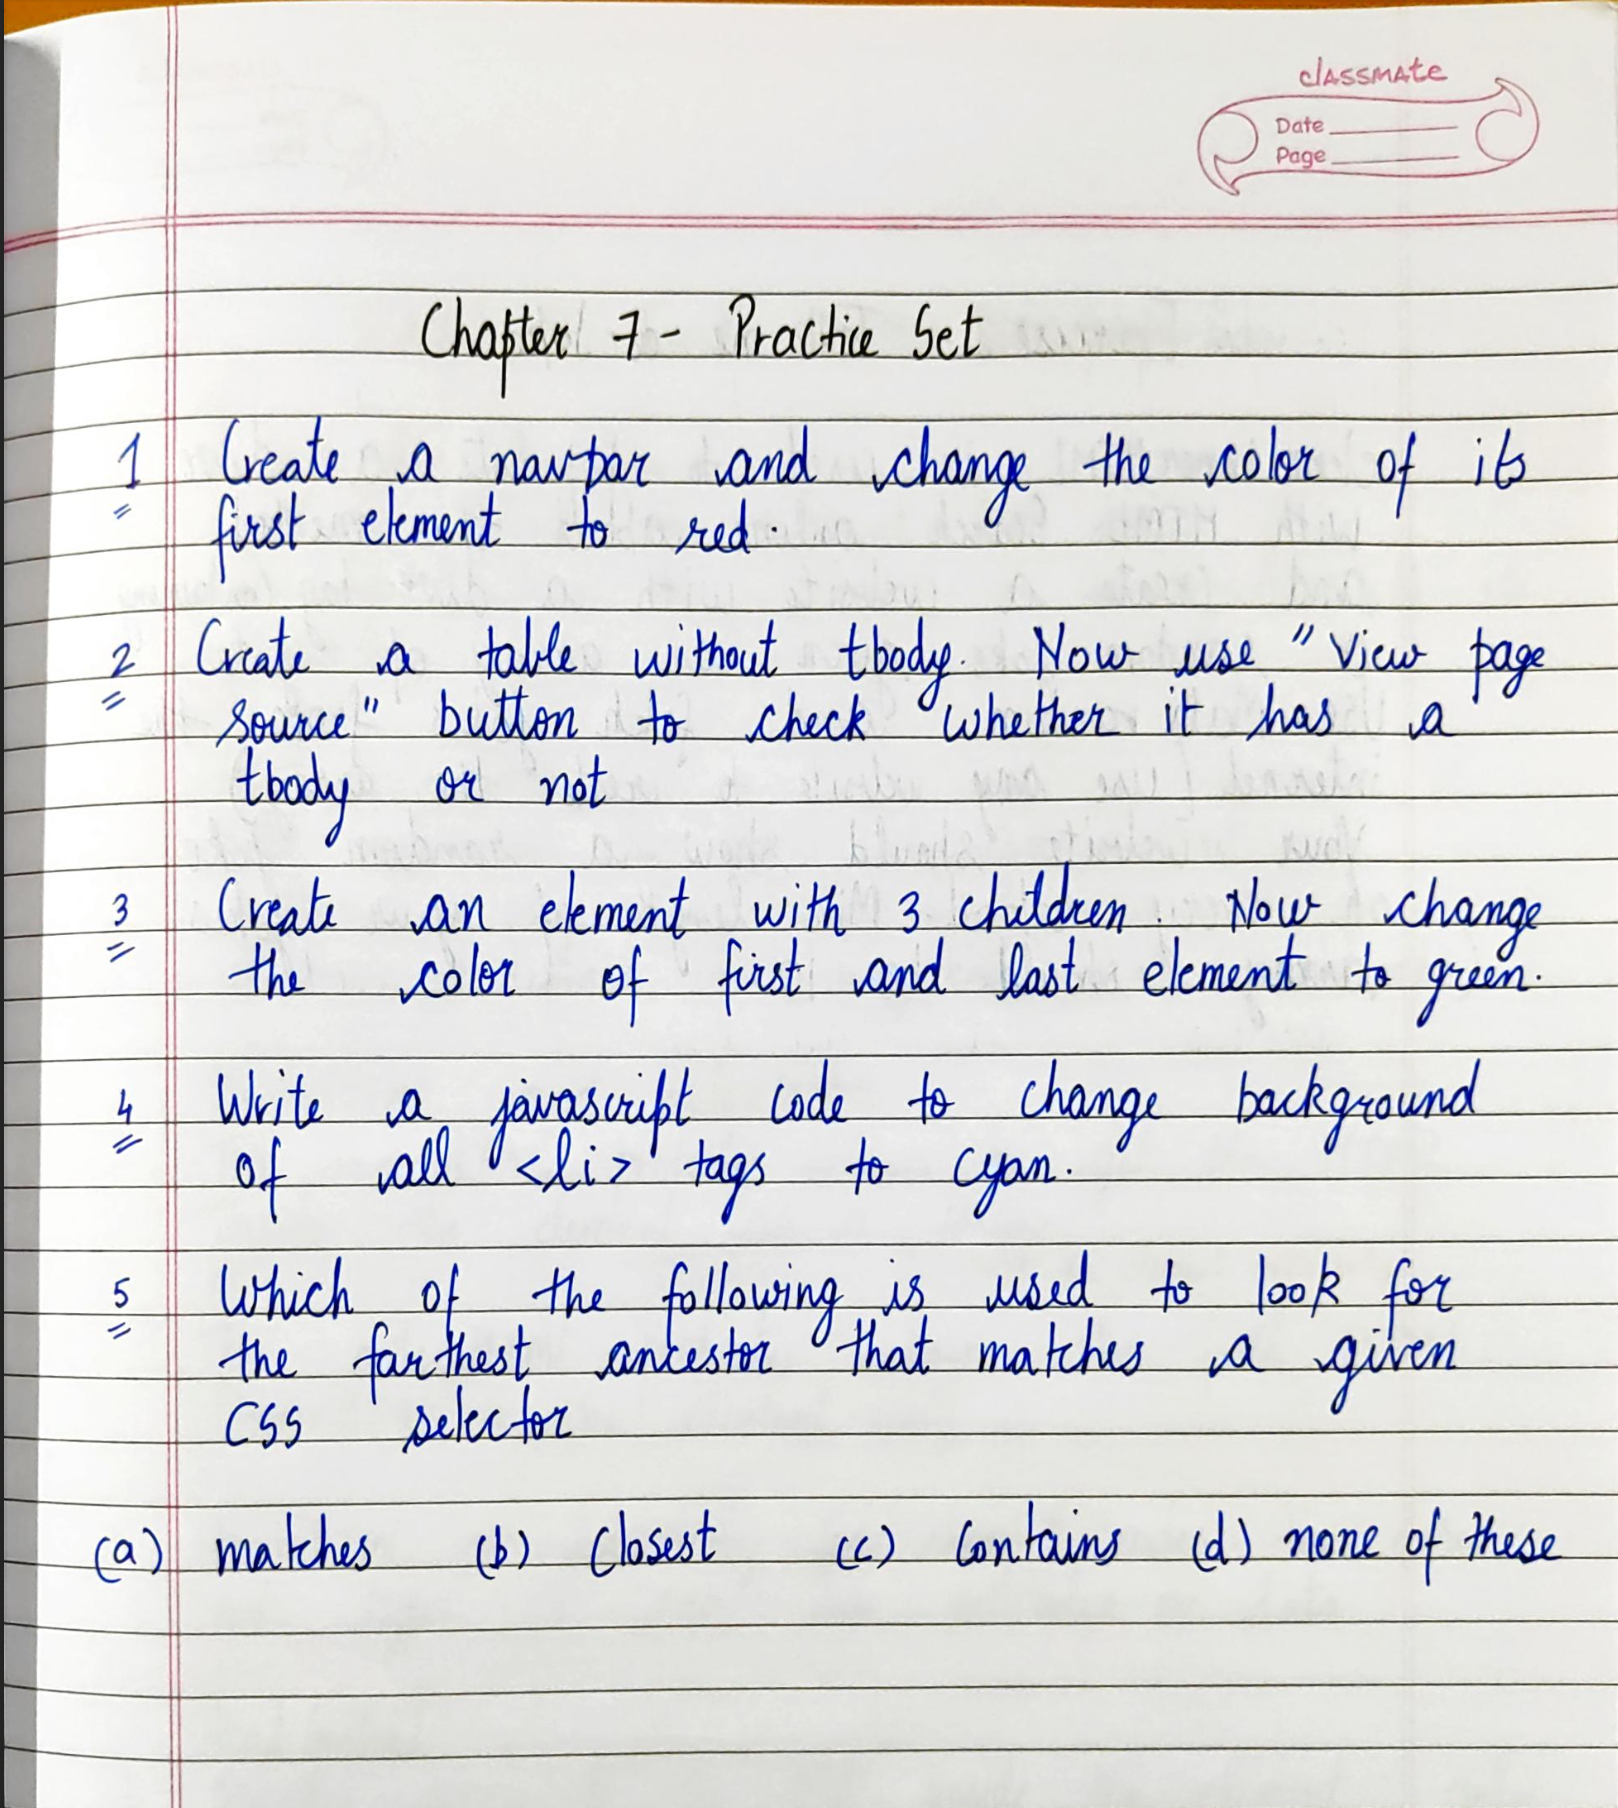 classmate
Date
Page
Chapter 7 - Practice Set
1 Create a navbar and change the color of its
first element to red.
2 Create a table without tbody. Now use "View page
source" button to check whether it has a
tbody or not
3 Create an element with 3 children. Now change
the color of first and last element to green.
4 Write a javascript code to change background
of all <li> tags to cyan.
5 Which of the following is used to look for
the farthest ancestor that matches a given
CSS selector
(a) matches (b) Closest (c) Contains (d) none of these